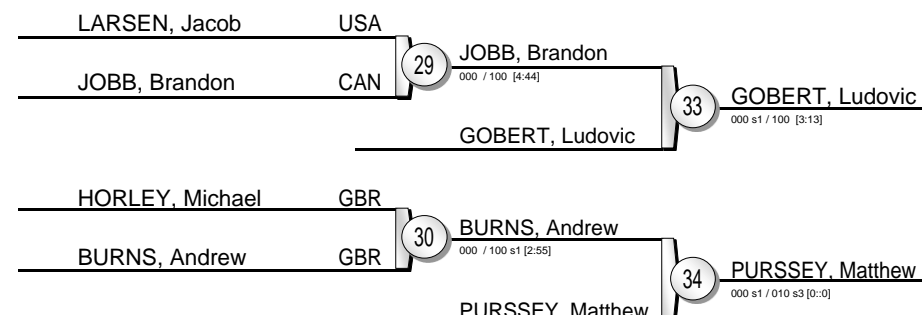 LARSEN, Jacob USA
29
JOBB, Brandon
000 / 100 [4:44]
JOBB, Brandon CAN
33
GOBERT, Ludovic
000 s1 / 100 [3:13]
GOBERT, Ludovic
HORLEY, Michael GBR
30
BURNS, Andrew
000 / 100 s1 [2:55]
BURNS, Andrew GBR
34
PURSSEY, Matthew
000 s1 / 010 s3 [0::0]
PURSSEY, Matthew